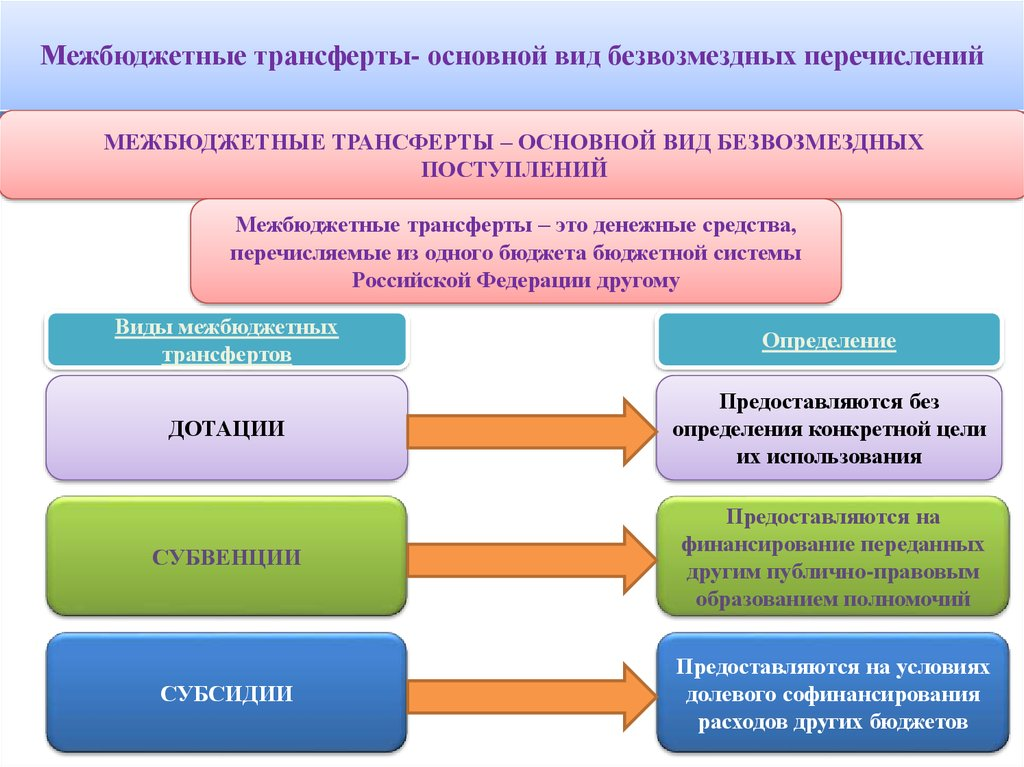 Межбюджетные трансферты- основной вид безвозмездных перечислений
МЕЖБЮДЖЕТНЫЕ ТРАНСФЕРТЫ – ОСНОВНОЙ ВИД БЕЗВОЗМЕЗДНЫХ
ПОСТУПЛЕНИЙ
Межбюджетные трансферты – это денежные средства,
перечисляемые из одного бюджета бюджетной системы
Российской Федерации другому
Виды межбюджетных
трансфертов
Определение
ДОТАЦИИ
Предоставляются без
определения конкретной цели
их использования
СУБВЕНЦИИ
Предоставляются на
финансирование переданных
другим публично-правовым
образованием полномочий
СУБСИДИИ
Предоставляются на условиях
долевого софинансирования
расходов других бюджетов